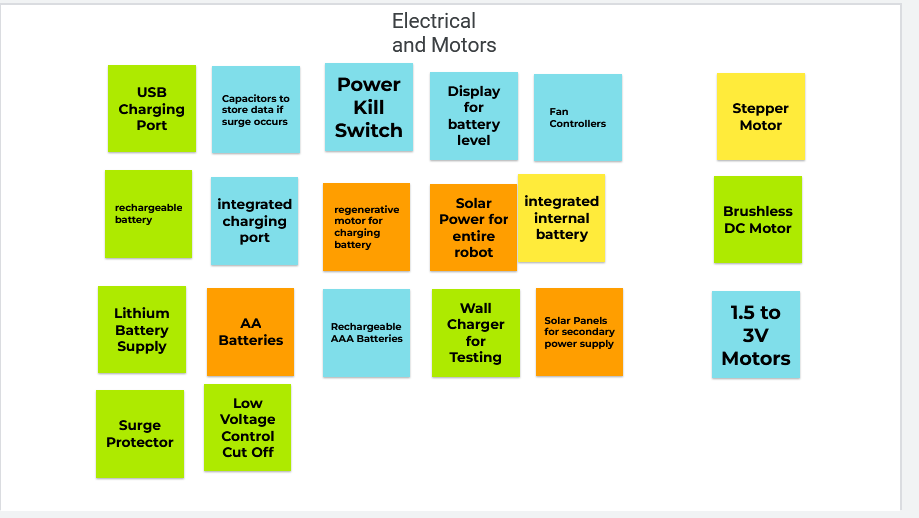 Electrical
and Motors
USB
Charging
Port
Capacitors to
store data if
surge occurs
Power
Kill
Switch
Display
for
battery
level
Fan
Controllers
Stepper
Motor
rechargeable
battery
integrated
charging
port
regenerative
motor for
charging
battery
Solar
Power for
entire
robot
integrated
internal
battery
Brushless
DC Motor
Lithium
Battery
Supply
AA
Batteries
Rechargeable
AAA Batteries
Wall
Charger
for
Testing
Solar Panels
for secondary
power supply
1.5 to
3V
Motors
Surge
Protector
Low
Voltage
Control
Cut Off